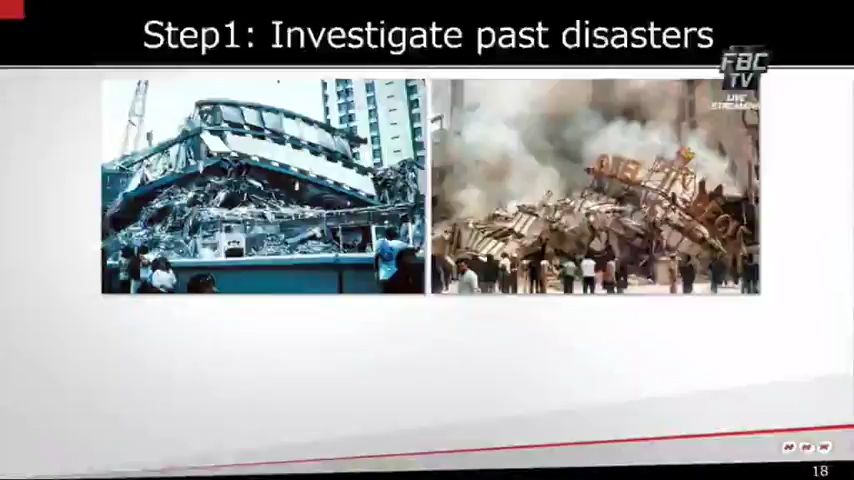 Step1: Investigate past disasters
FBC
TV
LIVE
STREAMING
18